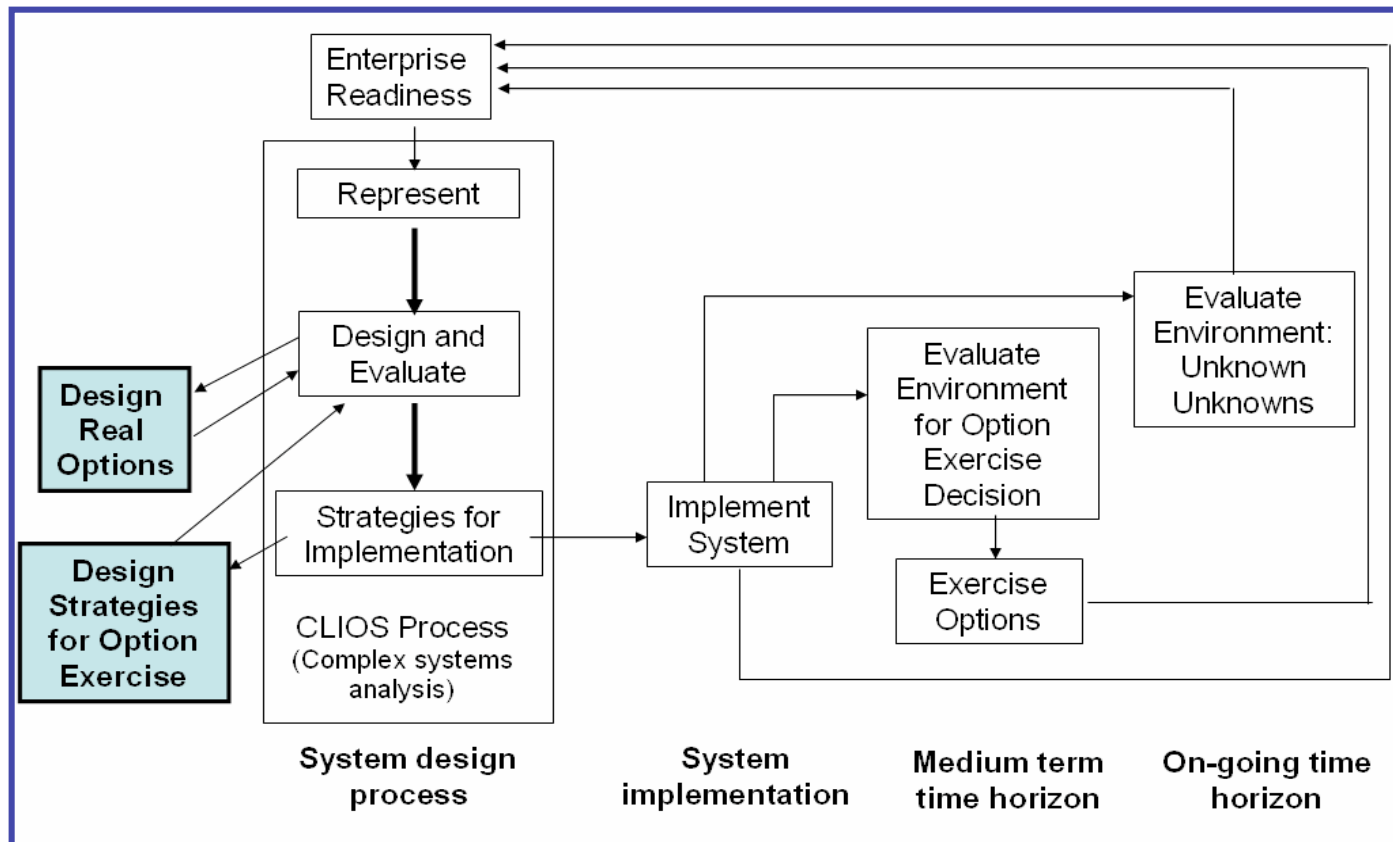 Enterprise
Readiness
Represent
Design and
Evaluate
Design
Real
Options
Strategies for
Implementation
Design
Strategies
for Option
Exercise
CLIOS Process
(Complex systems
analysis)
Implement
System
Evaluate
Environment
for Option
Exercise
Decision
Exercise
Options
Evaluate
Environment:
Unknown
Unknowns
System design
process
System
implementation
Medium term
time horizon
On-going time
horizon